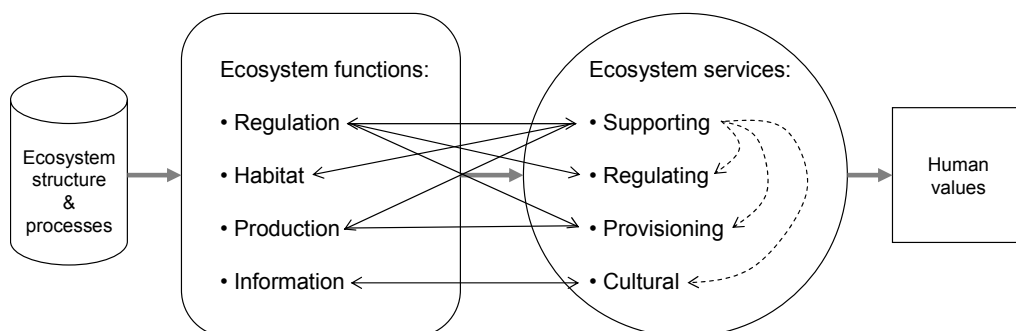 Ecosystem
structure
&
processes
Ecosystem functions:
• Regulation
• Habitat
• Production
• Information
Ecosystem services:
• Supporting
• Regulating
• Provisioning
• Cultural
Human
values